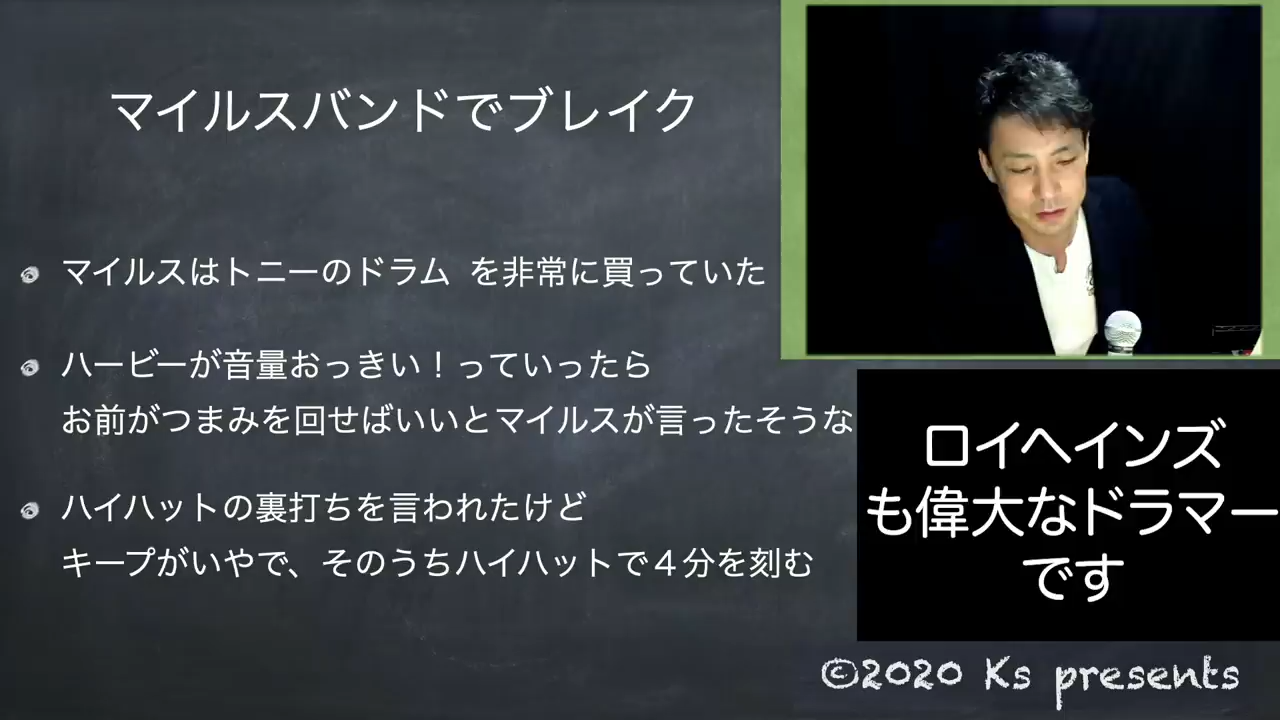 マイルスバンドでブレイク
マイルスはトニーのドラム を非常に買っていた
ハービーが音量おっきい！っていったら
お前がつまみを回せばいいとマイルスが言ったそうな
ハイハットの裏打ちを言われたけど
キープがいやで、そのうちハイハットで４分を刻む
ロイヘインズ
も偉大なドラマー
です
©2020 Ks presents